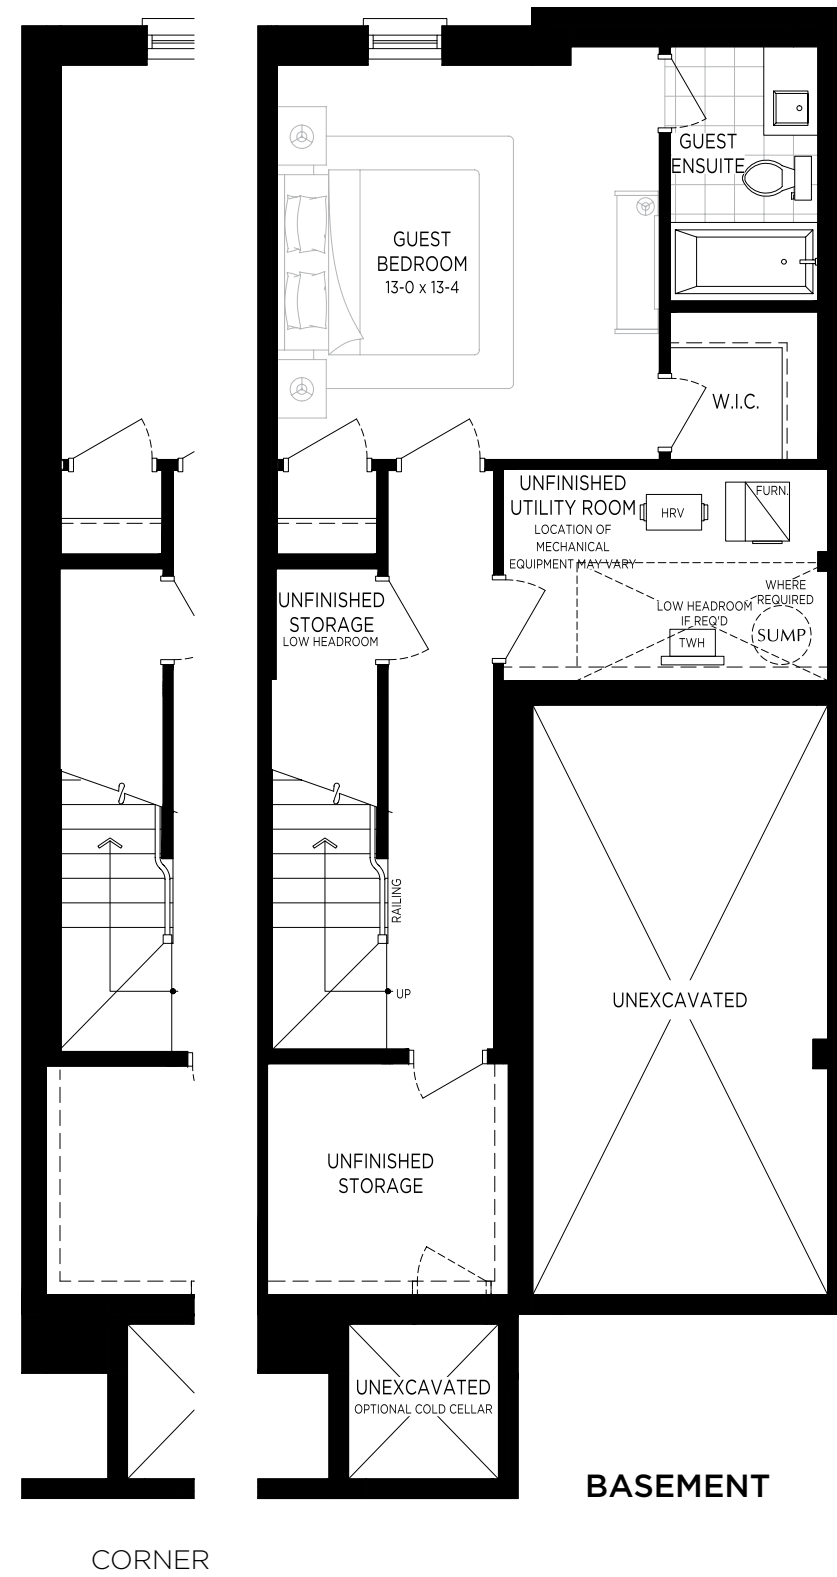 GUEST
ENSUITE
GUEST
BEDROOM
13-0 x 13-4
W.I.C.
UNFINISHED
UTILITY ROOM
LOCATION OF
MECHANICAL
EQUIPMENT MAY VARY
HRV
FURN.
WHERE
REQUIRED
LOW HEADROOM
IF REQ'D
TWH
SUMP
UNFINISHED
STORAGE
LOW HEADROOM
RAILING
UP
UNEXCAVATED
UNFINISHED
STORAGE
UNEXCAVATED
OPTIONAL COLD CELLAR
BASEMENT
CORNER